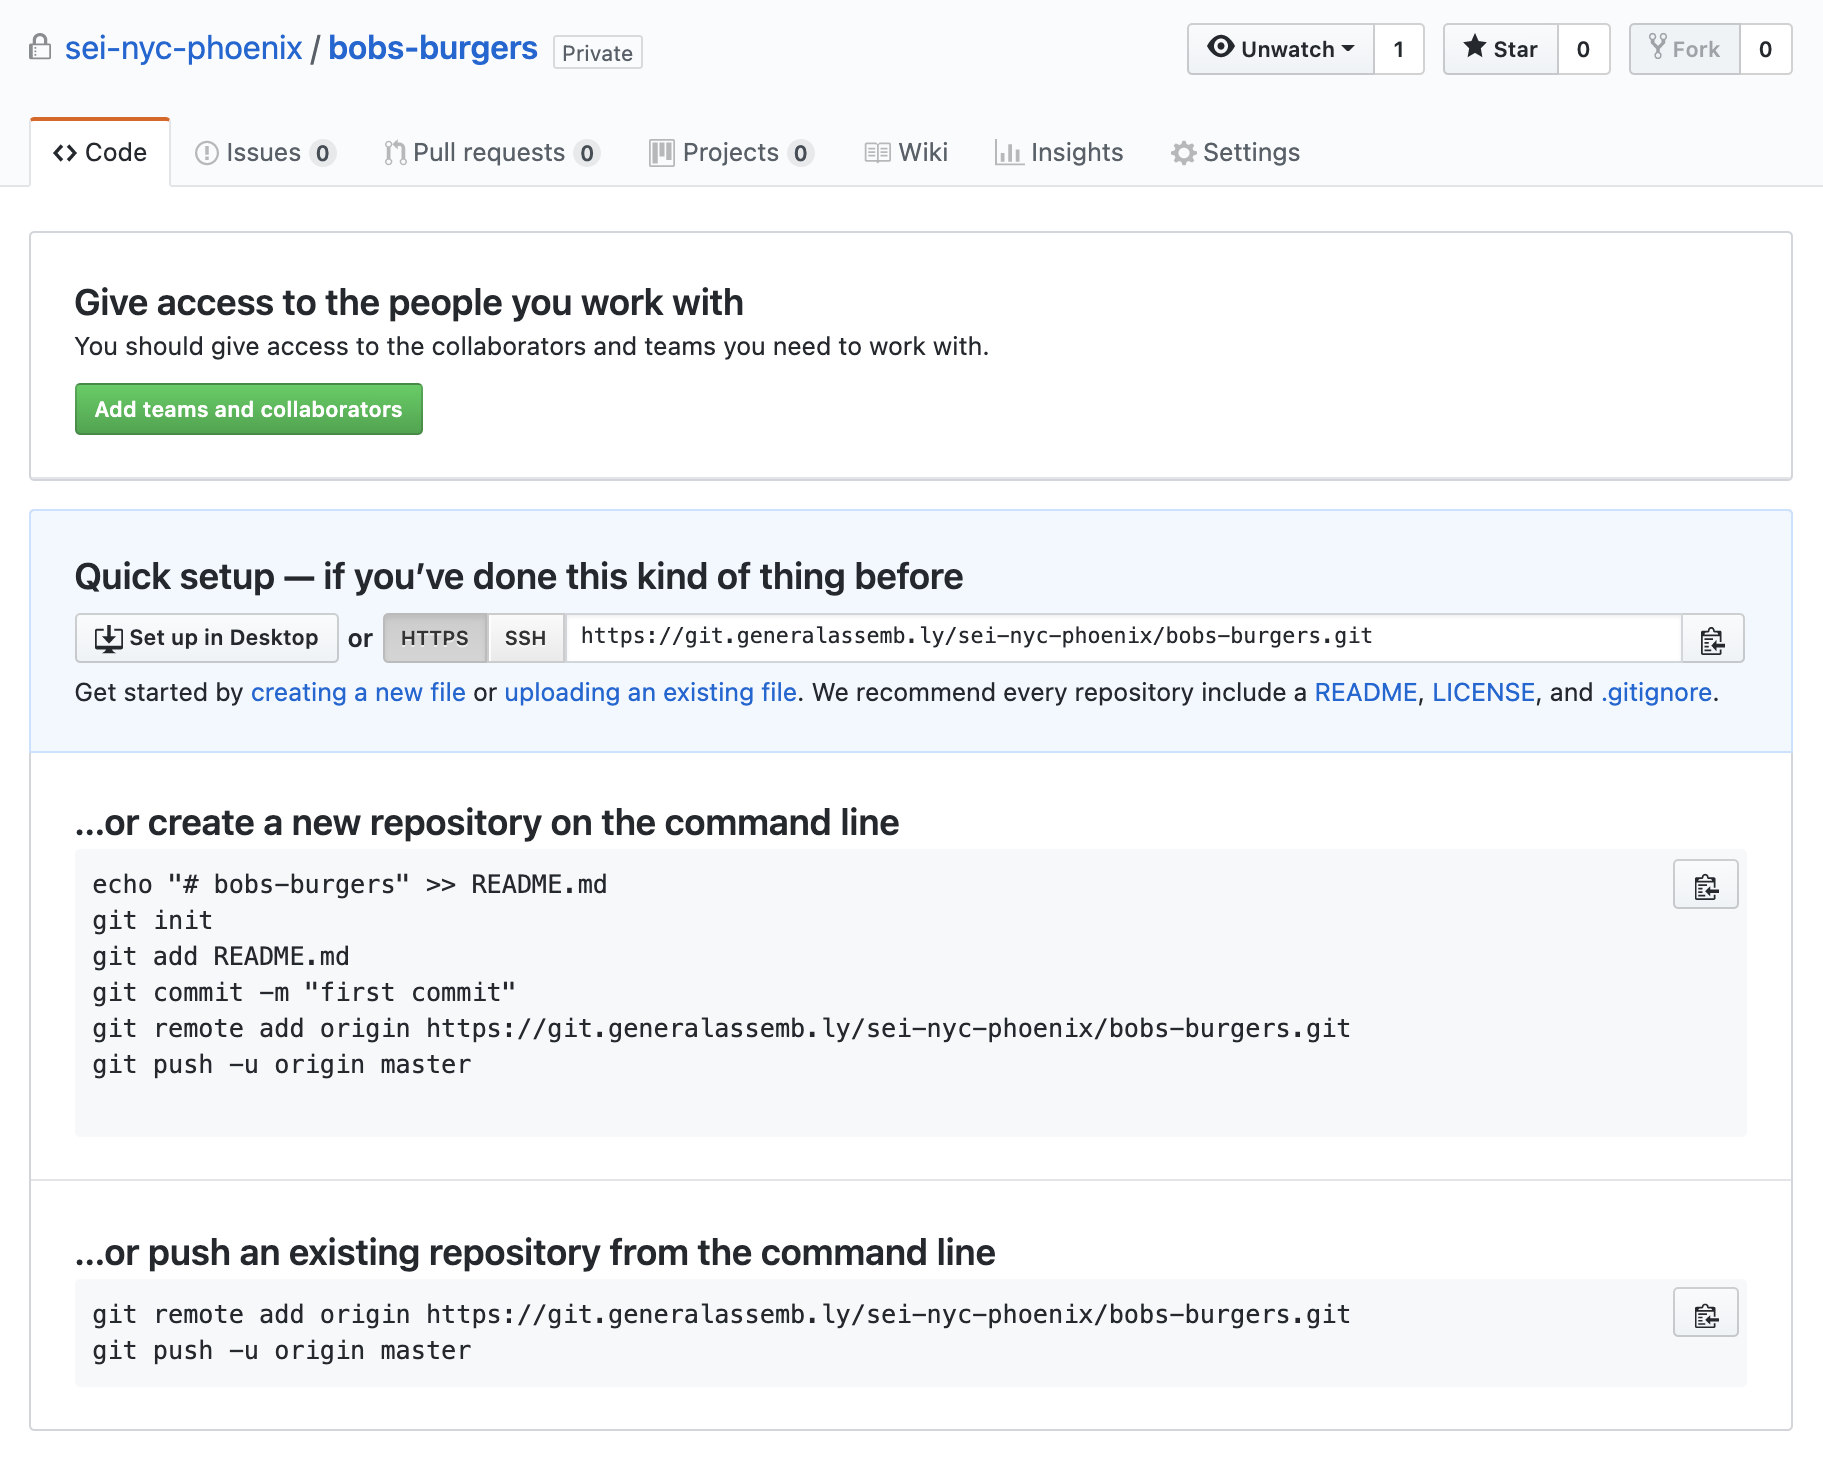 sei-nyc-phoenix / bobs-burgers Private Unwatch 1 Star 0 Fork 0
Code Issues 0 Pull requests 0 Projects 0 Wiki Insights Settings
Give access to the people you work with
You should give access to the collaborators and teams you need to work with.
Add teams and collaborators
Quick setup — if you’ve done this kind of thing before
Set up in Desktop or HTTPS SSH https://git.generalassemb.ly/sei-nyc-phoenix/bobs-burgers.git
Get started by creating a new file or uploading an existing file. We recommend every repository include a README, LICENSE, and .gitignore.
…or create a new repository on the command line
echo "# bobs-burgers" >> README.md
git init
git add README.md
git commit -m "first commit"
git remote add origin https://git.generalassemb.ly/sei-nyc-phoenix/bobs-burgers.git
git push -u origin master
…or push an existing repository from the command line
git remote add origin https://git.generalassemb.ly/sei-nyc-phoenix/bobs-burgers.git
git push -u origin master